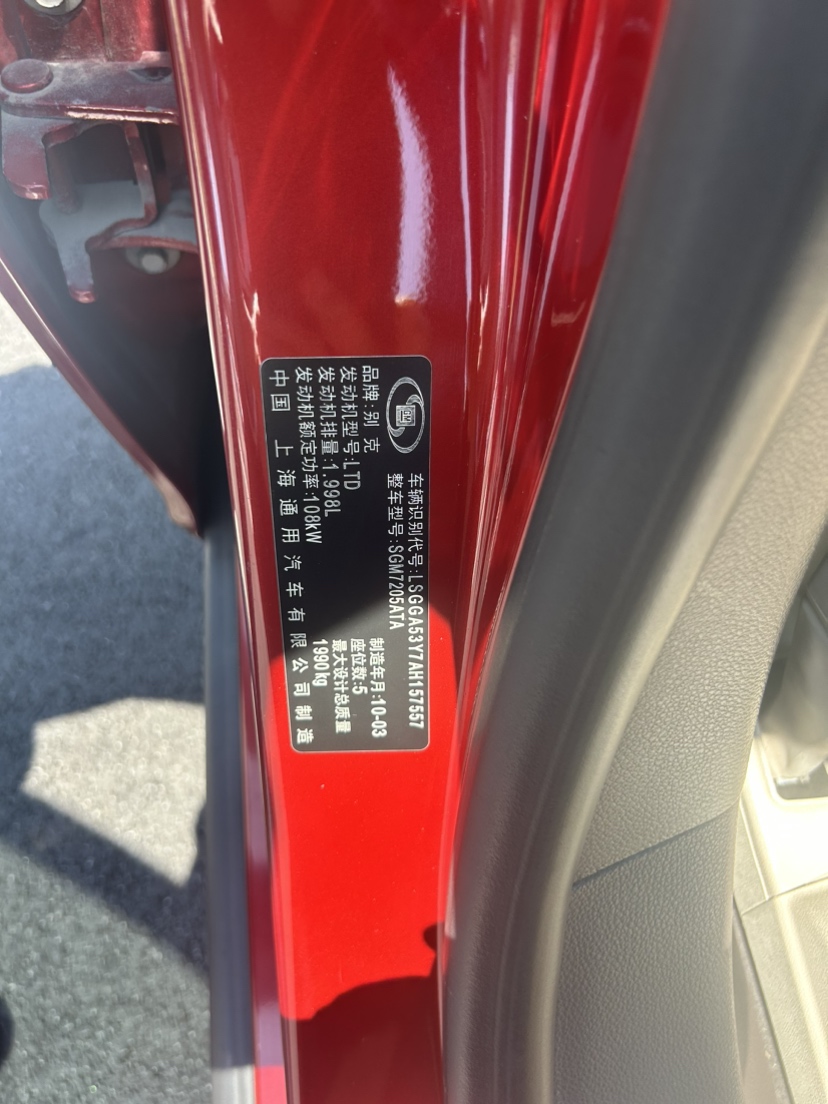 GM
车辆识别代号:LSGGA53Y7AH157557
整车型号:SGM7205ATA
品牌:别克
制造年月:10-03
发动机型号:LTD
座位数:5
发动机排量:1.998L
最大设计总质量
发动机额定功率:108kW
1990kg
中国 上海通用汽车有限公司制造